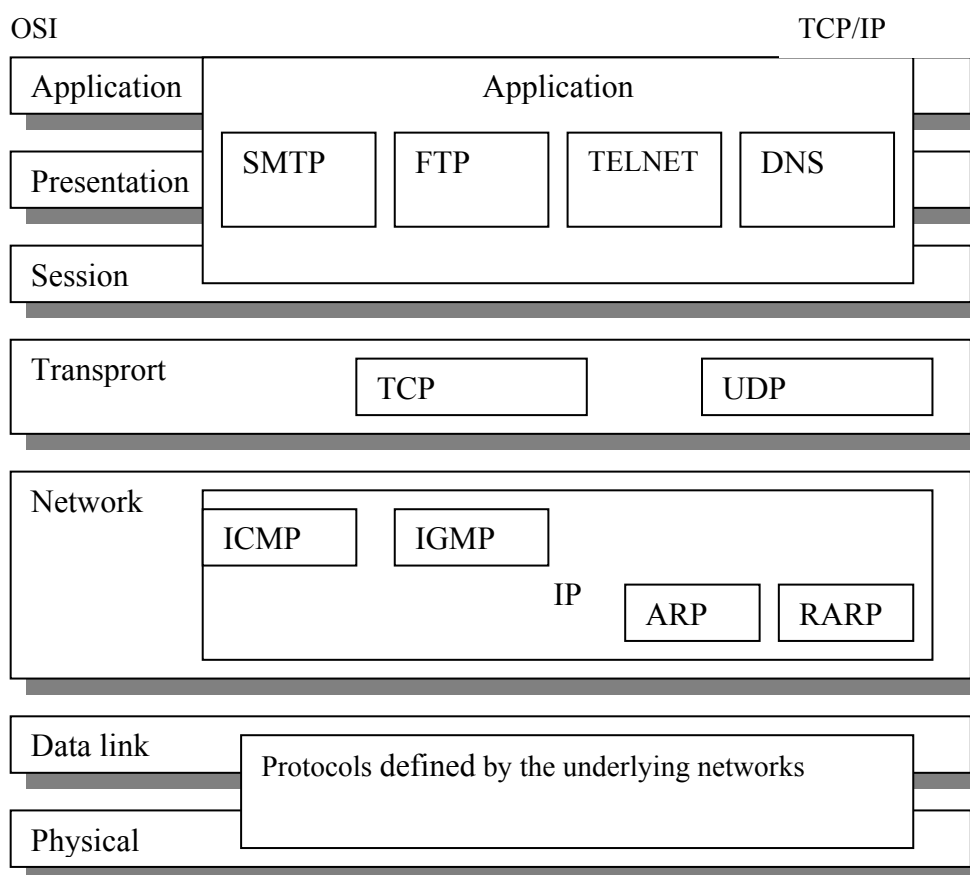 OSI TCP/IP
Application Application
SMTP FTP TELNET DNS
Presentation
Session
Transprort
TCP UDP
Network
ICMP IGMP
IP
ARP RARP
Data link
Protocols defined by the underlying networks
Physical